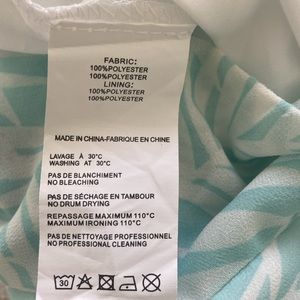 FABRIC:
100%POLYESTER
100%POLYESTER
LINING:
100%POLYESTER
100%POLYESTER
MADE IN CHINA-FABRIQUE EN CHINE
LAVAGE À 30°C
WASHING AT 30°C
PAS DE BLANCHIMENT
NO BLEACHING
PAS DE SÉCHAGE EN TAMBOUR
NO DRUM DRYING
REPASSAGE MAXIMUM 110°C
MAXIMUM IRONING 110°C
PAS DE NETTOYAGE PROFESSIONNEL
NO PROFESSIONAL CLEANING
30